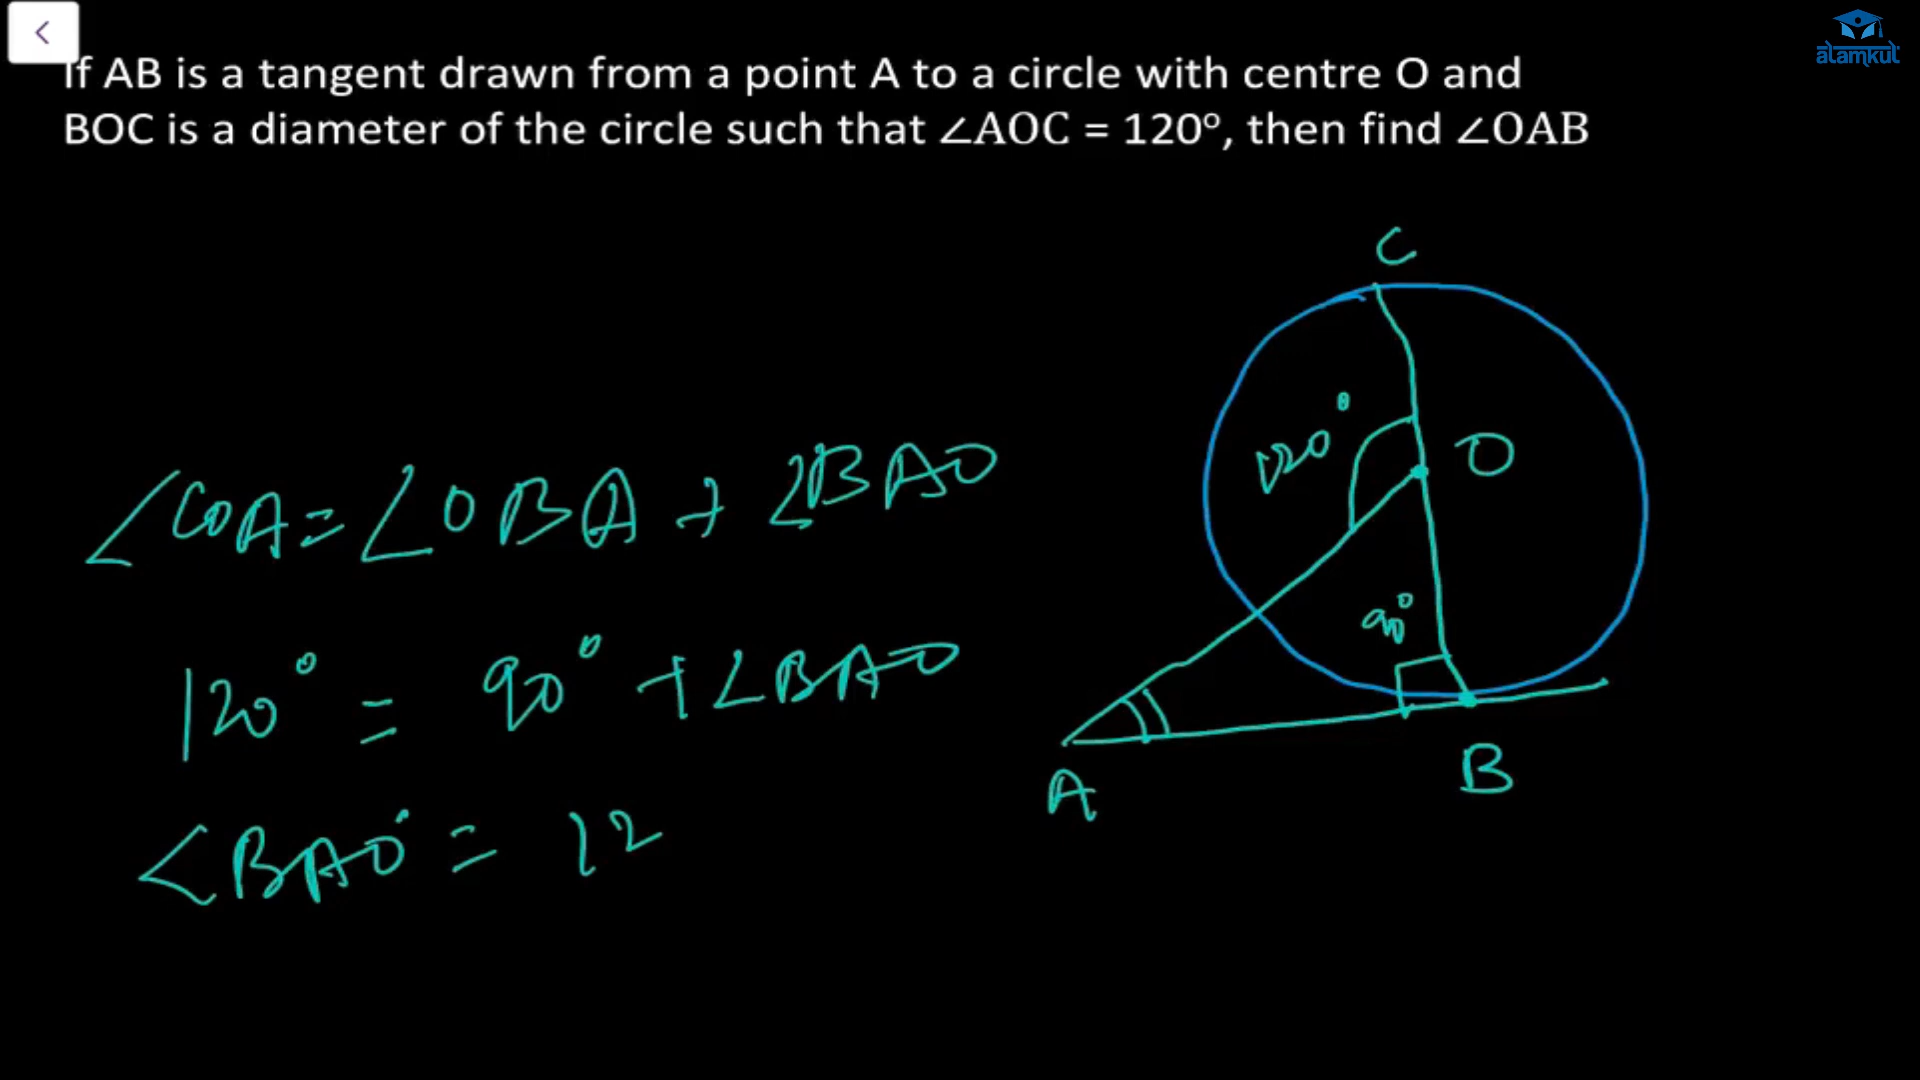 If AB is a tangent drawn from a point A to a circle with centre O and
BOC is a diameter of the circle such that ∠AOC = 120°, then find ∠OAB
alamkul
C
120°
O
∠COA = ∠OBA + ∠BAO
90°
120° = 90° + ∠BAO
A
B
∠BAO = 12